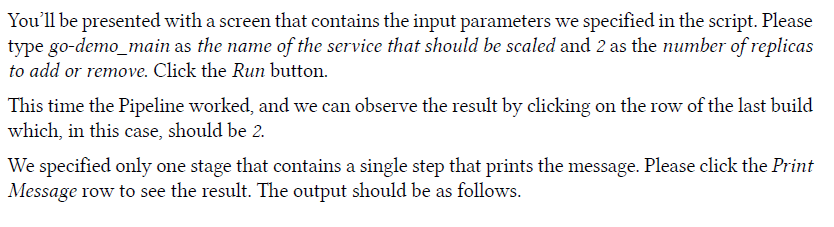 You’ll be presented with a screen that contains the input parameters we specified in the script. Please
type go-demo_main as the name of the service that should be scaled and 2 as the number of replicas
to add or remove. Click the Run button.
This time the Pipeline worked, and we can observe the result by clicking on the row of the last build
which, in this case, should be 2.
We specified only one stage that contains a single step that prints the message. Please click the Print
Message row to see the result. The output should be as follows.